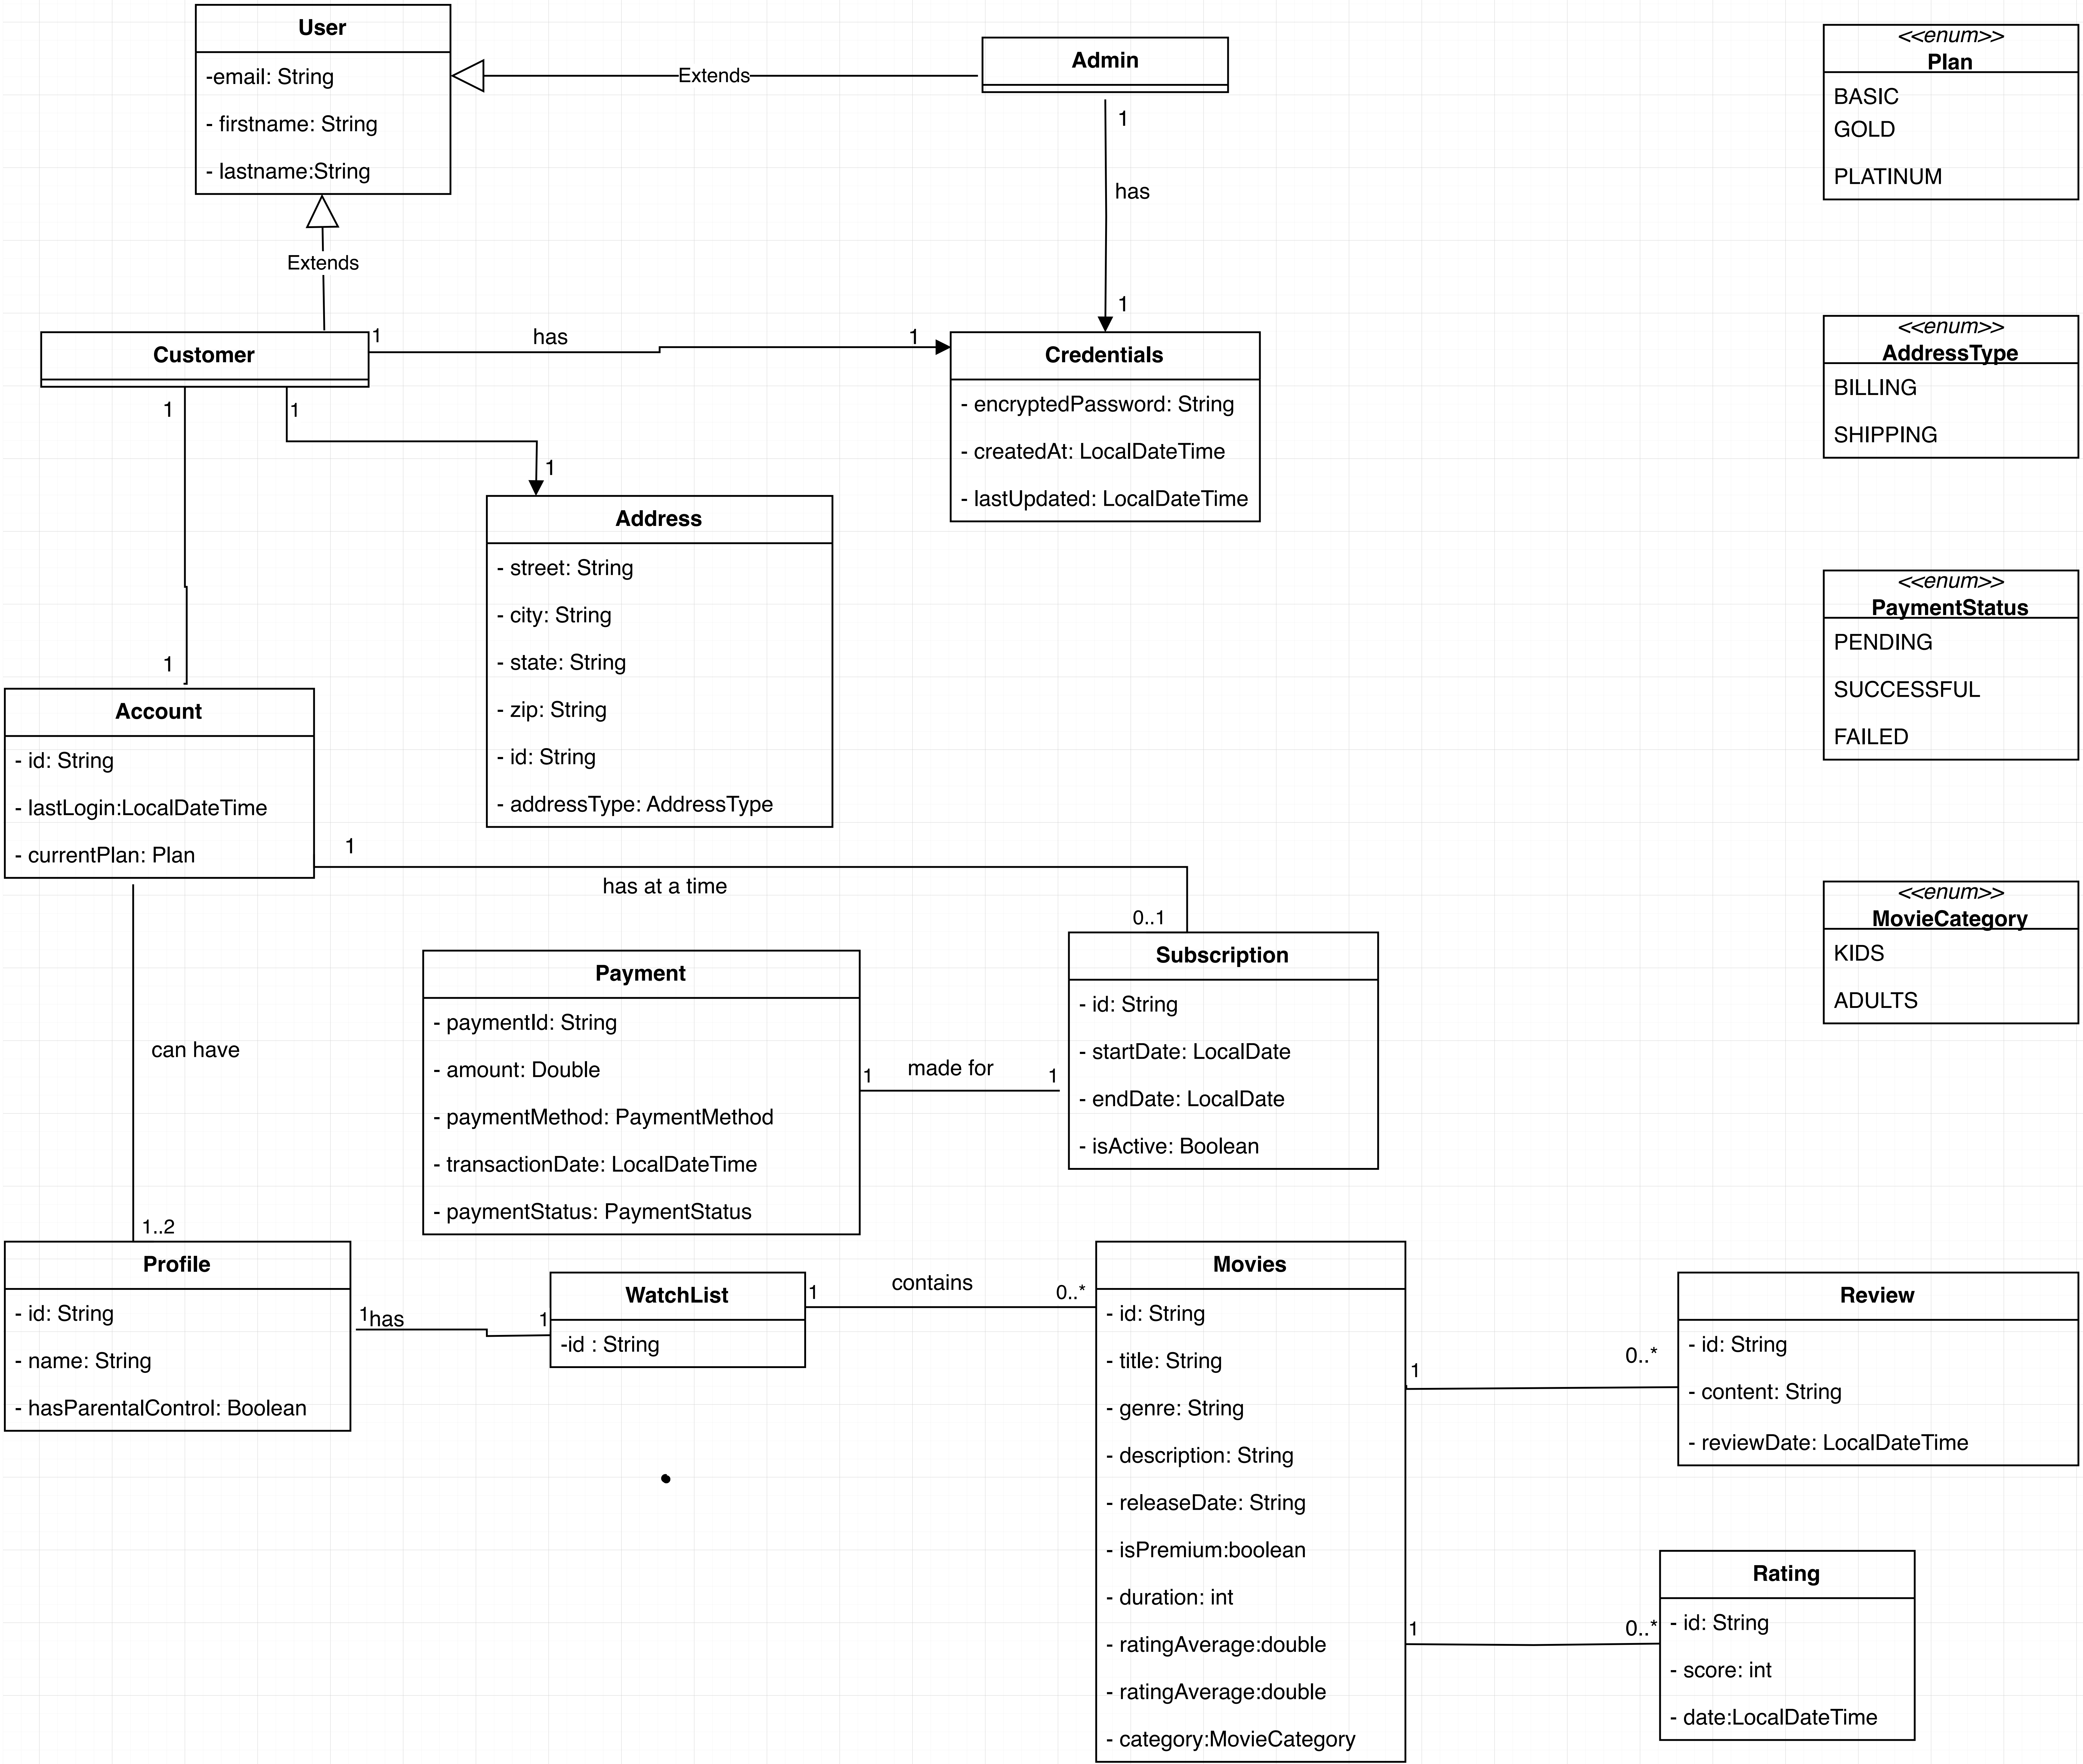 User
-email: String
- firstname: String
- lastname:String
Extends
Admin
1
has
1
<<enum>>
Plan
BASIC
GOLD
PLATINUM
Extends
Customer
1
has
1
Credentials
- encryptedPassword: String
- createdAt: LocalDateTime
- lastUpdated: LocalDateTime
<<enum>>
AddressType
BILLING
SHIPPING
1
1
1
Address
- street: String
- city: String
- state: String
- zip: String
- id: String
- addressType: AddressType
<<enum>>
PaymentStatus
PENDING
SUCCESSFUL
FAILED
1
Account
- id: String
- lastLogin:LocalDateTime
- currentPlan: Plan
1
has at a time
0..1
<<enum>>
MovieCategory
KIDS
ADULTS
Payment
- paymentId: String
- amount: Double
- paymentMethod: PaymentMethod
- transactionDate: LocalDateTime
- paymentStatus: PaymentStatus
1
made for
1
Subscription
- id: String
- startDate: LocalDate
- endDate: LocalDate
- isActive: Boolean
can have
1..2
Profile
- id: String
- name: String
- hasParentalControl: Boolean
1
has
1
WatchList
-id : String
1
contains
0..*
Movies
- id: String
- title: String
- genre: String
- description: String
- releaseDate: String
- isPremium:boolean
- duration: int
- ratingAverage:double
- ratingAverage:double
- category:MovieCategory
1
0..*
Review
- id: String
- content: String
- reviewDate: LocalDateTime
1
0..*
Rating
- id: String
- score: int
- date:LocalDateTime